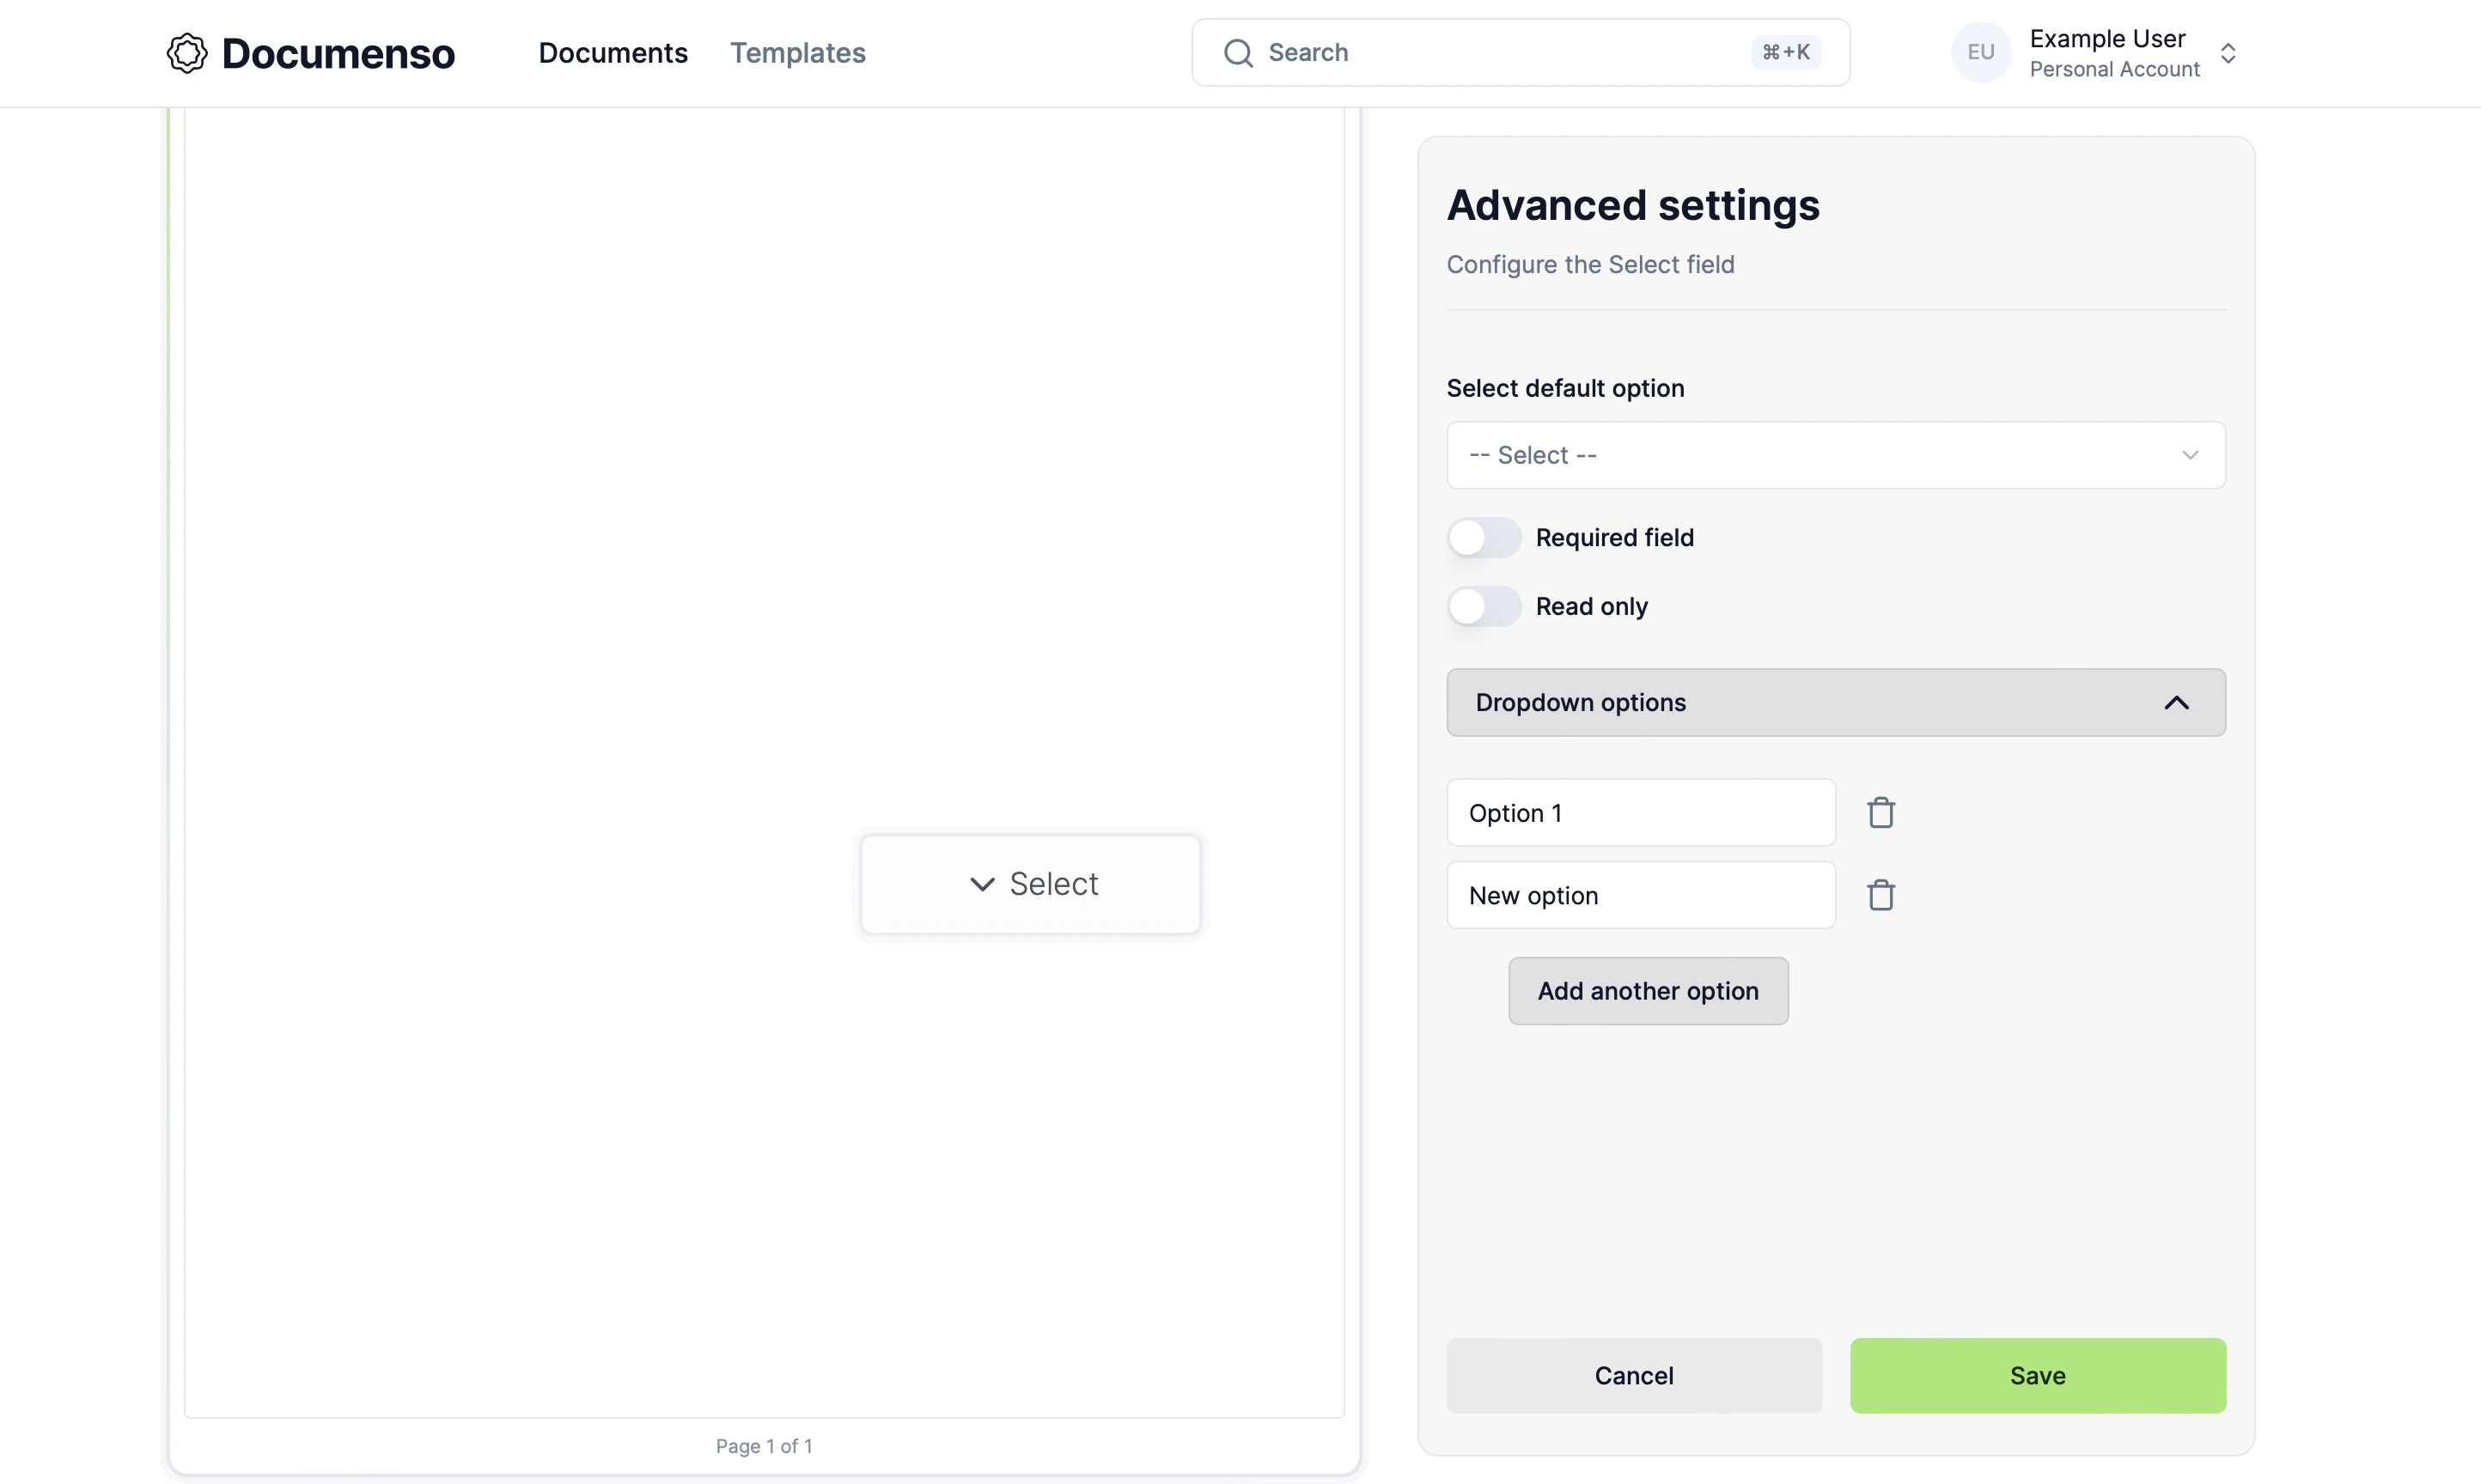 Documenso
Documents
Templates
Search
⌘+K
EU
Example User
Personal Account
Select
Page 1 of 1
Advanced settings
Configure the Select field
Select default option
-- Select --
Required field
Read only
Dropdown options
Option 1
New option
Add another option
Cancel
Save